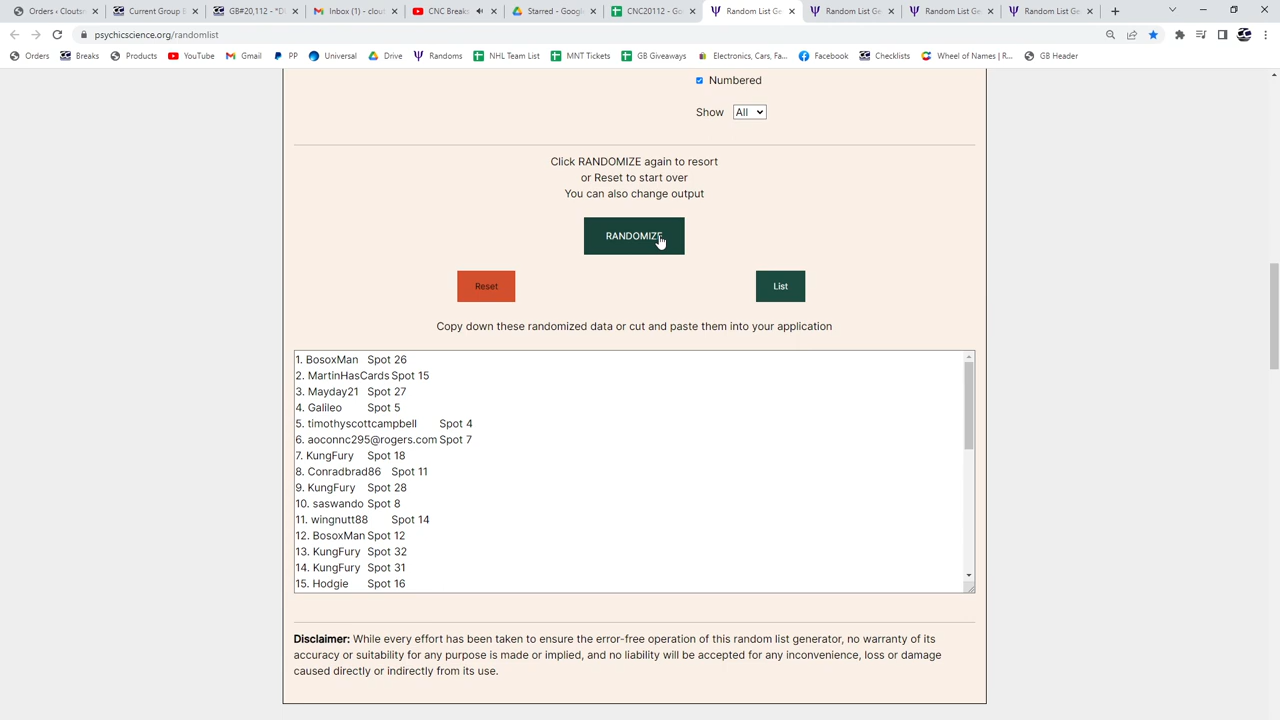 Orders ‹ Clouts
Current Group B
GB#20,112 - *D
Inbox (1) - clout
CNC Breaks
Starred - Google
CNC20112 - Go
Random List Ge
Random List Ge
Random List Ge
Random List Ge
psychicscience.org/randomlist
Orders
Breaks
Products
YouTube
Gmail
PP
Universal
Drive
Randoms
NHL Team List
MNT Tickets
GB Giveaways
Electronics, Cars, Fa...
Facebook
Checklists
Wheel of Names | R...
GB Header
Numbered
Show All
Click RANDOMIZE again to resort
or Reset to start over
You can also change output
RANDOMIZE
Reset
List
Copy down these randomized data or cut and paste them into your application
1. BosoxMan Spot 26
2. MartinHasCards Spot 15
3. Mayday21 Spot 27
4. Galileo Spot 5
5. timothyscottcampbell Spot 4
6. aoconnc295@rogers.com Spot 7
7. KungFury Spot 18
8. Conradbrad86 Spot 11
9. KungFury Spot 28
10. saswando Spot 8
11. wingnutt88 Spot 14
12. BosoxMan Spot 12
13. KungFury Spot 32
14. KungFury Spot 31
15. Hodgie Spot 16
Disclaimer: While every effort has been taken to ensure the error-free operation of this random list generator, no warranty of its
accuracy or suitability for any purpose is made or implied, and no liability will be accepted for any inconvenience, loss or damage
caused directly or indirectly from its use.